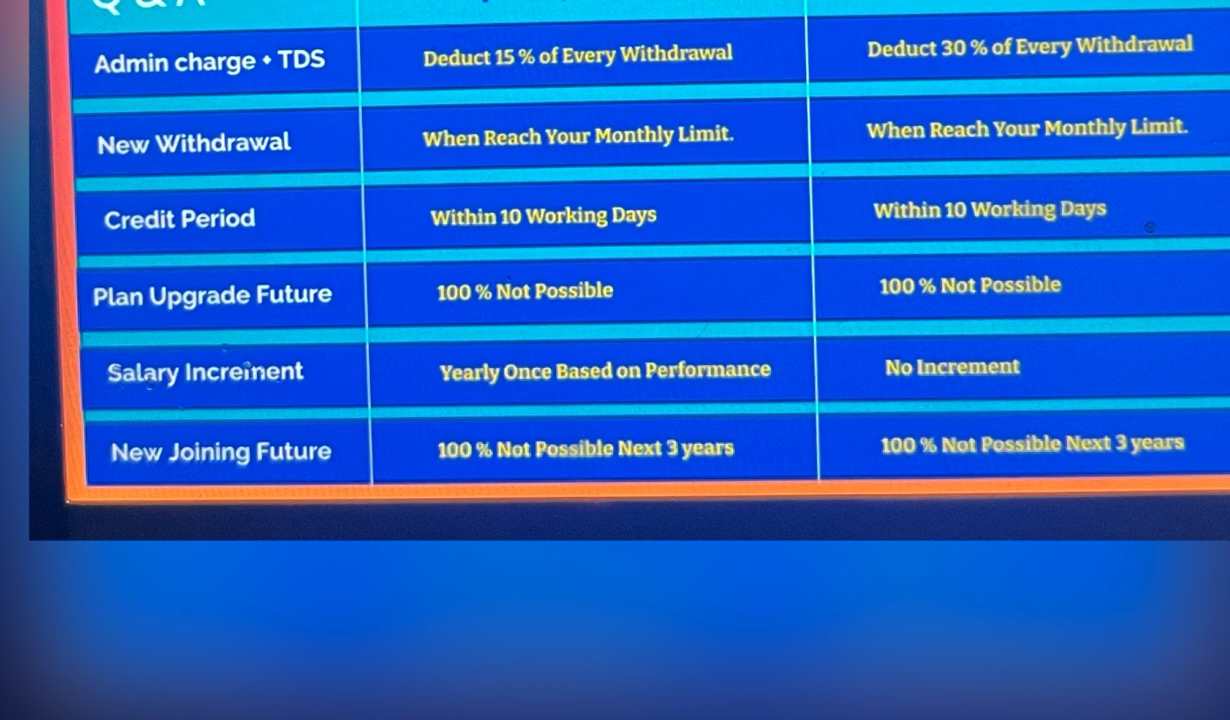 Q & A
Admin charge + TDS Deduct 15 % of Every Withdrawal Deduct 30 % of Every Withdrawal
New Withdrawal When Reach Your Monthly Limit. When Reach Your Monthly Limit.
Credit Period Within 10 Working Days Within 10 Working Days
Plan Upgrade Future 100 % Not Possible 100 % Not Possible
Salary Increment Yearly Once Based on Performance No Increment
New Joining Future 100 % Not Possible Next 3 years 100 % Not Possible Next 3 years